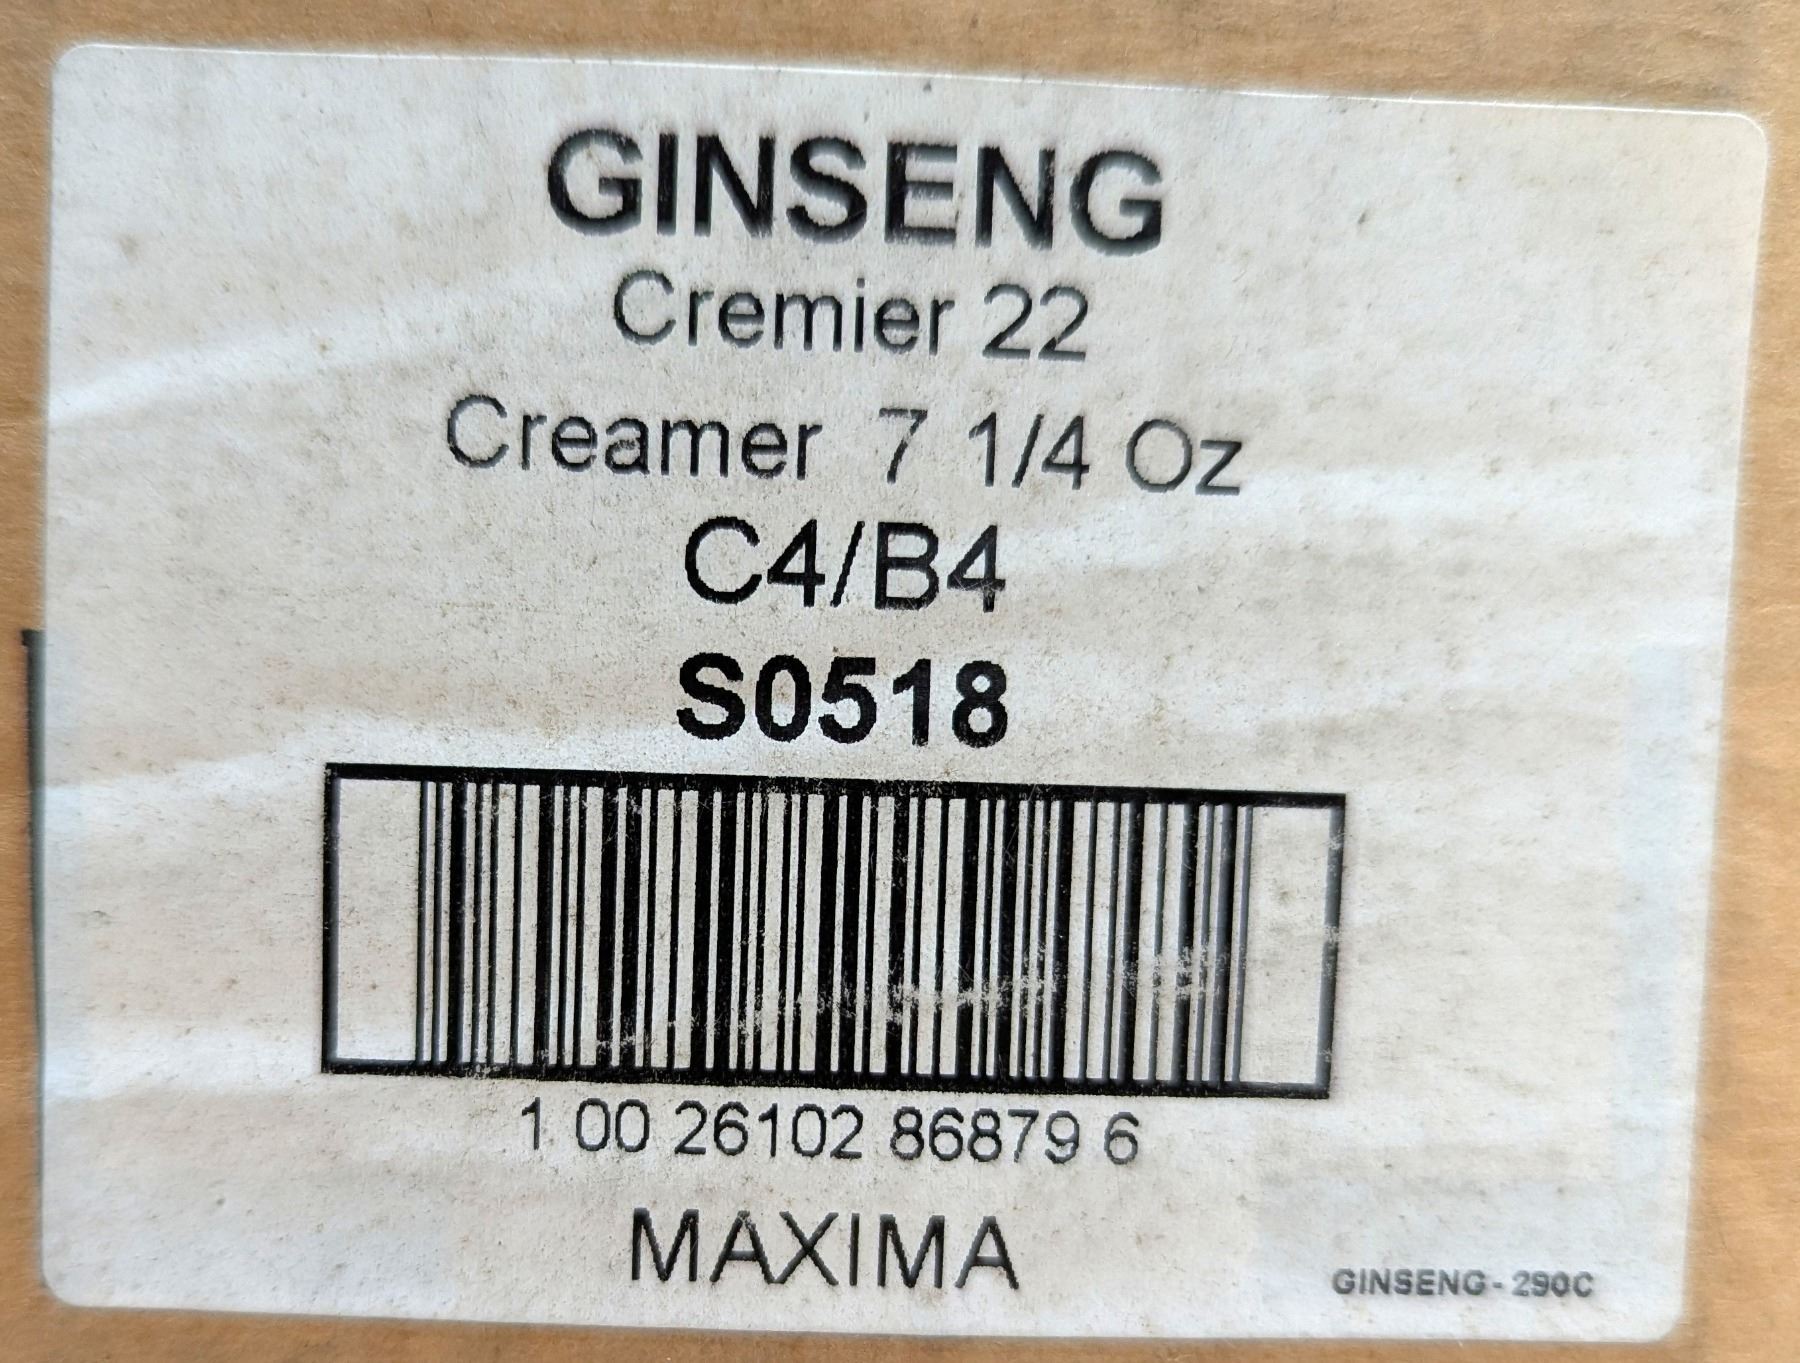 GINSENG
Cremier 22
Creamer 7 1/4 Oz
C4/B4
S0518
1 00 26102 86879 6
MAXIMA
GINSENG - 290C